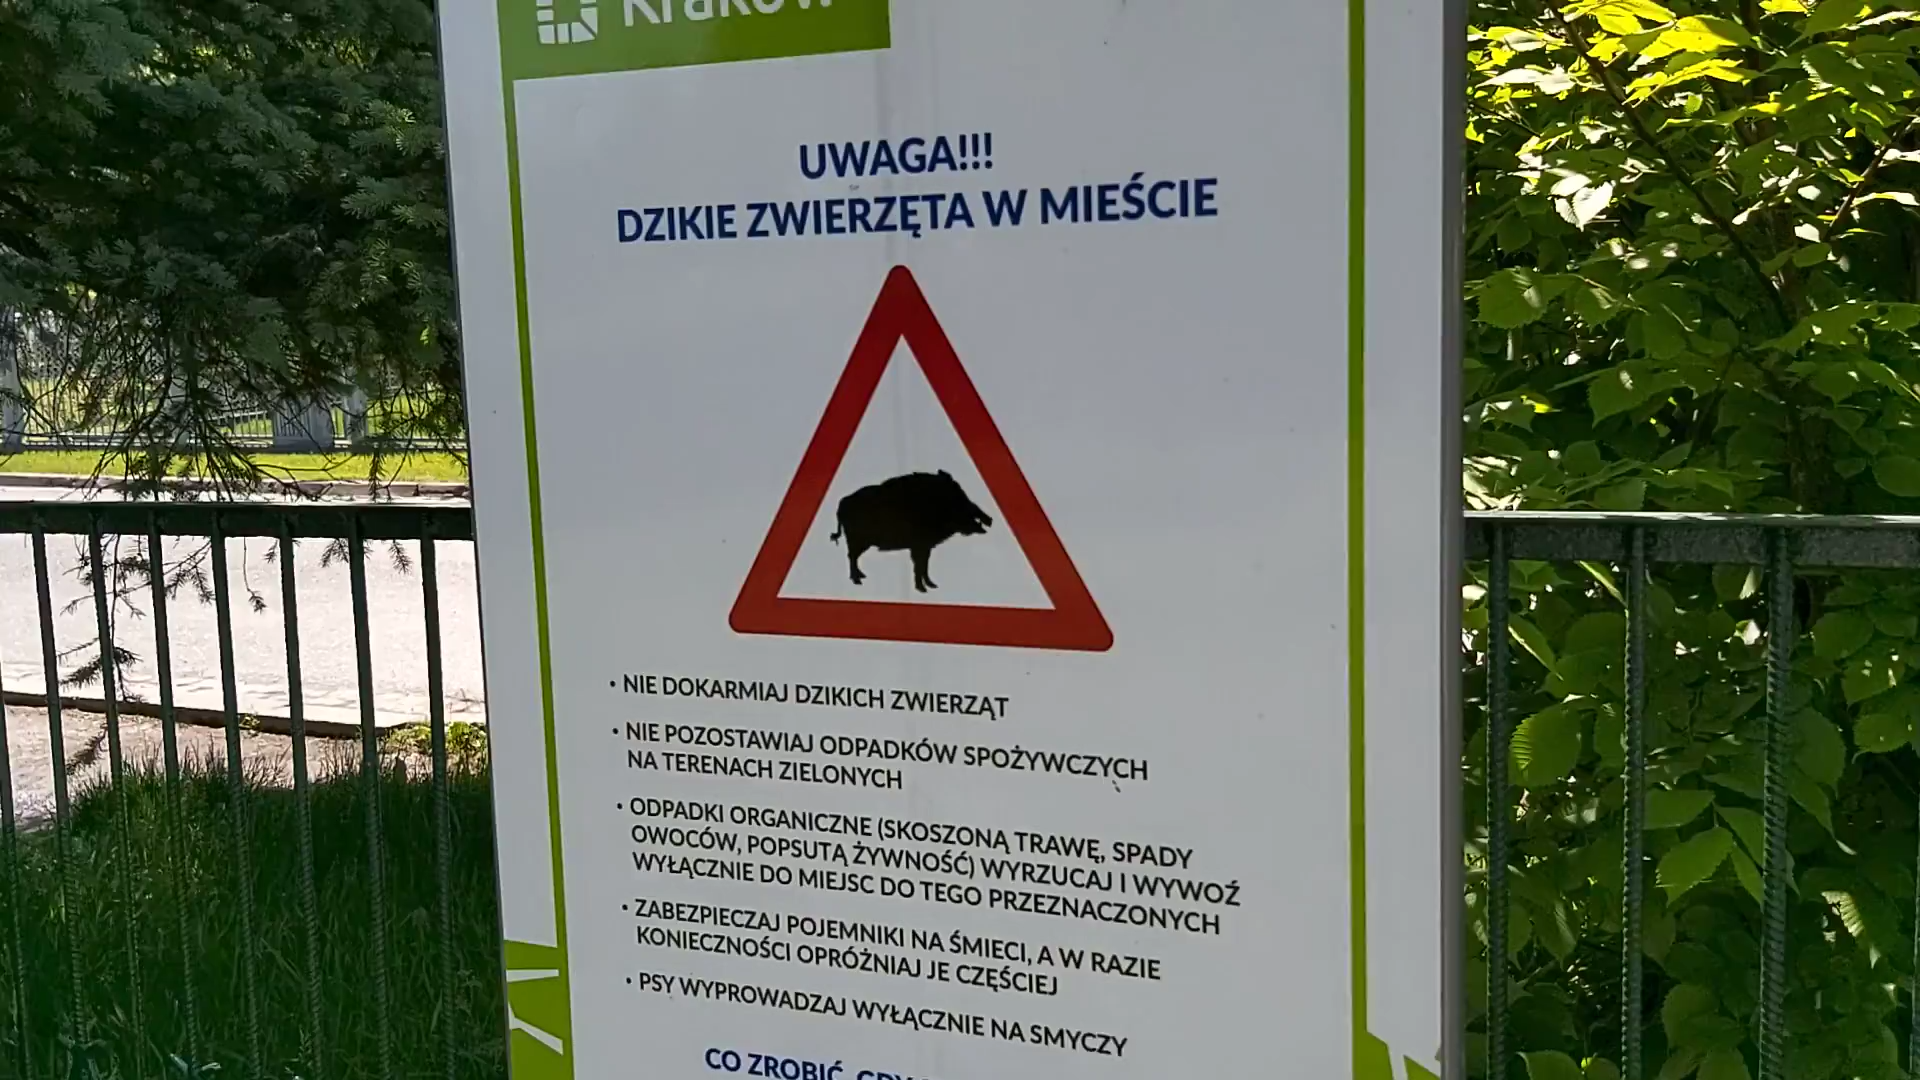 Kraków
UWAGA!!!
DZIKIE ZWIERZĘTA W MIEŚCIE
• NIE DOKARMIAJ DZIKICH ZWIERZĄT
• NIE POZOSTAWIAJ ODPADKÓW SPOŻYWCZYCH
NA TERENACH ZIELONYCH
• ODPADKI ORGANICZNE (SKOSZONĄ TRAWĘ, SPADY
OWOCÓW, POPSUTĄ ŻYWNOŚĆ) WYRZUCAJ I WYWOŹ
WYŁĄCZNIE DO MIEJSC DO TEGO PRZEZNACZONYCH
• ZABEZPIECZAJ POJEMNIKI NA ŚMIECI, A W RAZIE
KONIECZNOŚCI OPRÓŻNIAJ JE CZĘŚCIEJ
• PSY WYPROWADZAJ WYŁĄCZNIE NA SMYCZY
CO ZROBIĆ,